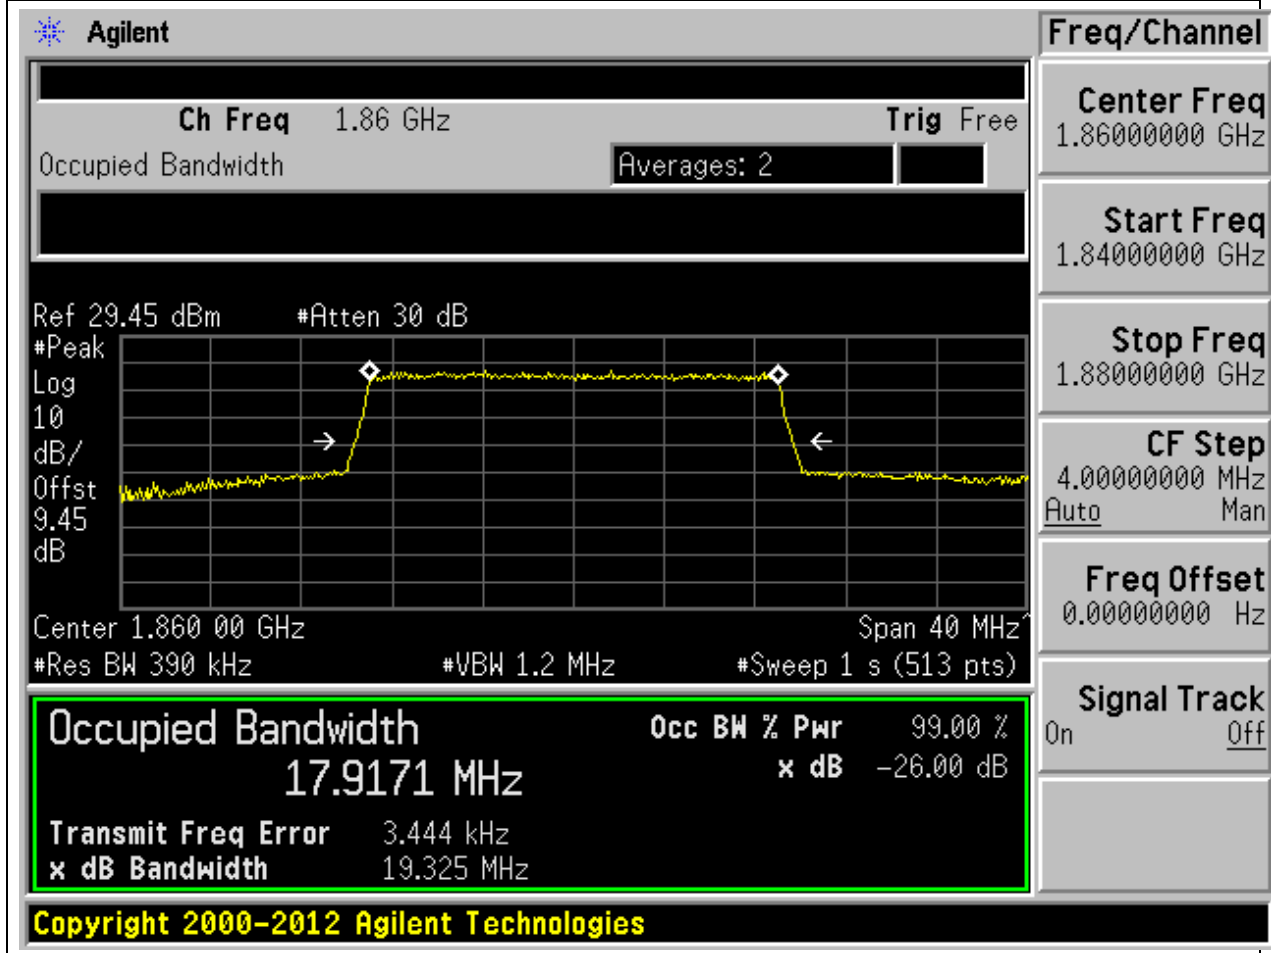 Agilent
Freq/Channel
Ch Freq 1.86 GHz Trig Free
Occupied Bandwidth Averages: 2
Center Freq
1.86000000 GHz
Start Freq
1.84000000 GHz
Stop Freq
1.88000000 GHz
CF Step
4.00000000 MHz
Auto Man
Freq Offset
0.00000000 Hz
Signal Track
On Off
Ref 29.45 dBm #Atten 30 dB
#Peak
Log
10
dB/
Offst
9.45
dB
Center 1.860 00 GHz Span 40 MHz^
#Res BW 390 kHz #VBW 1.2 MHz #Sweep 1 s (513 pts)
Occupied Bandwidth Occ BW % Pwr 99.00 %
17.9171 MHz x dB -26.00 dB
Transmit Freq Error 3.444 kHz
x dB Bandwidth 19.325 MHz
Copyright 2000-2012 Agilent Technologies